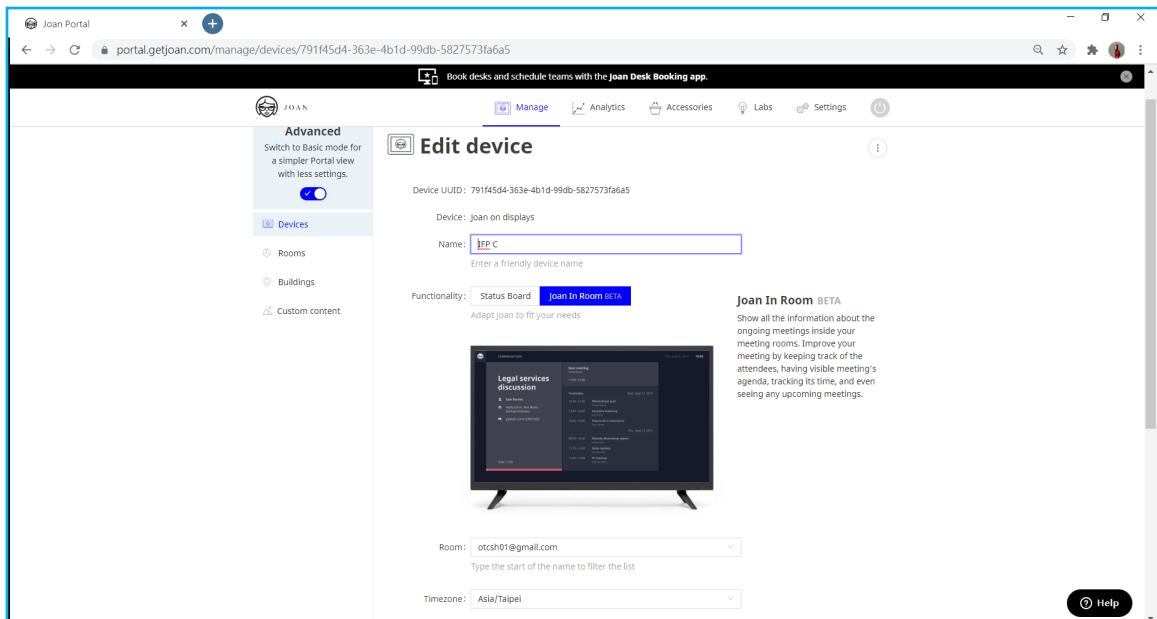 Joan Portal
portal.getjoan.com/manage/devices/791f45d4-363e-4b1d-99db-5827573fa6a5
Book desks and schedule teams with the Joan Desk Booking app.
JOAN
Manage
Analytics
Accessories
Labs
Settings
Advanced
Switch to Basic mode for
a simpler Portal view
with less settings.
Devices
Rooms
Buildings
Custom content
Edit device
Device UUID: 791f45d4-363e-4b1d-99db-5827573fa6a5
Device: Joan on displays
Name: IFP C
Enter a friendly device name
Functionality: Status Board Joan In Room BETA
Adapt Joan to fit your needs
Joan In Room BETA
Show all the information about the
ongoing meetings inside your
meeting rooms. Improve your
meeting by keeping track of the
attendees, having visible meeting's
agenda, tracking its time, and even
seeing any upcoming meetings.
Legal services
discussion
Room: otcsh01@gmail.com
Type the start of the name to filter the list
Timezone: Asia/Taipei
Help